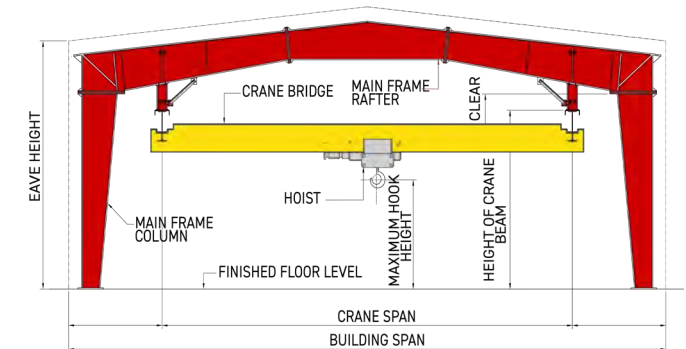 CRANE BRIDGE
MAIN FRAME
RAFTER
CLEAR
EAVE HEIGHT
HOIST
MAXIMUM HOOK
HEIGHT
HEIGHT OF CRANE
BEAM
MAIN FRAME
COLUMN
FINISHED FLOOR LEVEL
CRANE SPAN
BUILDING SPAN